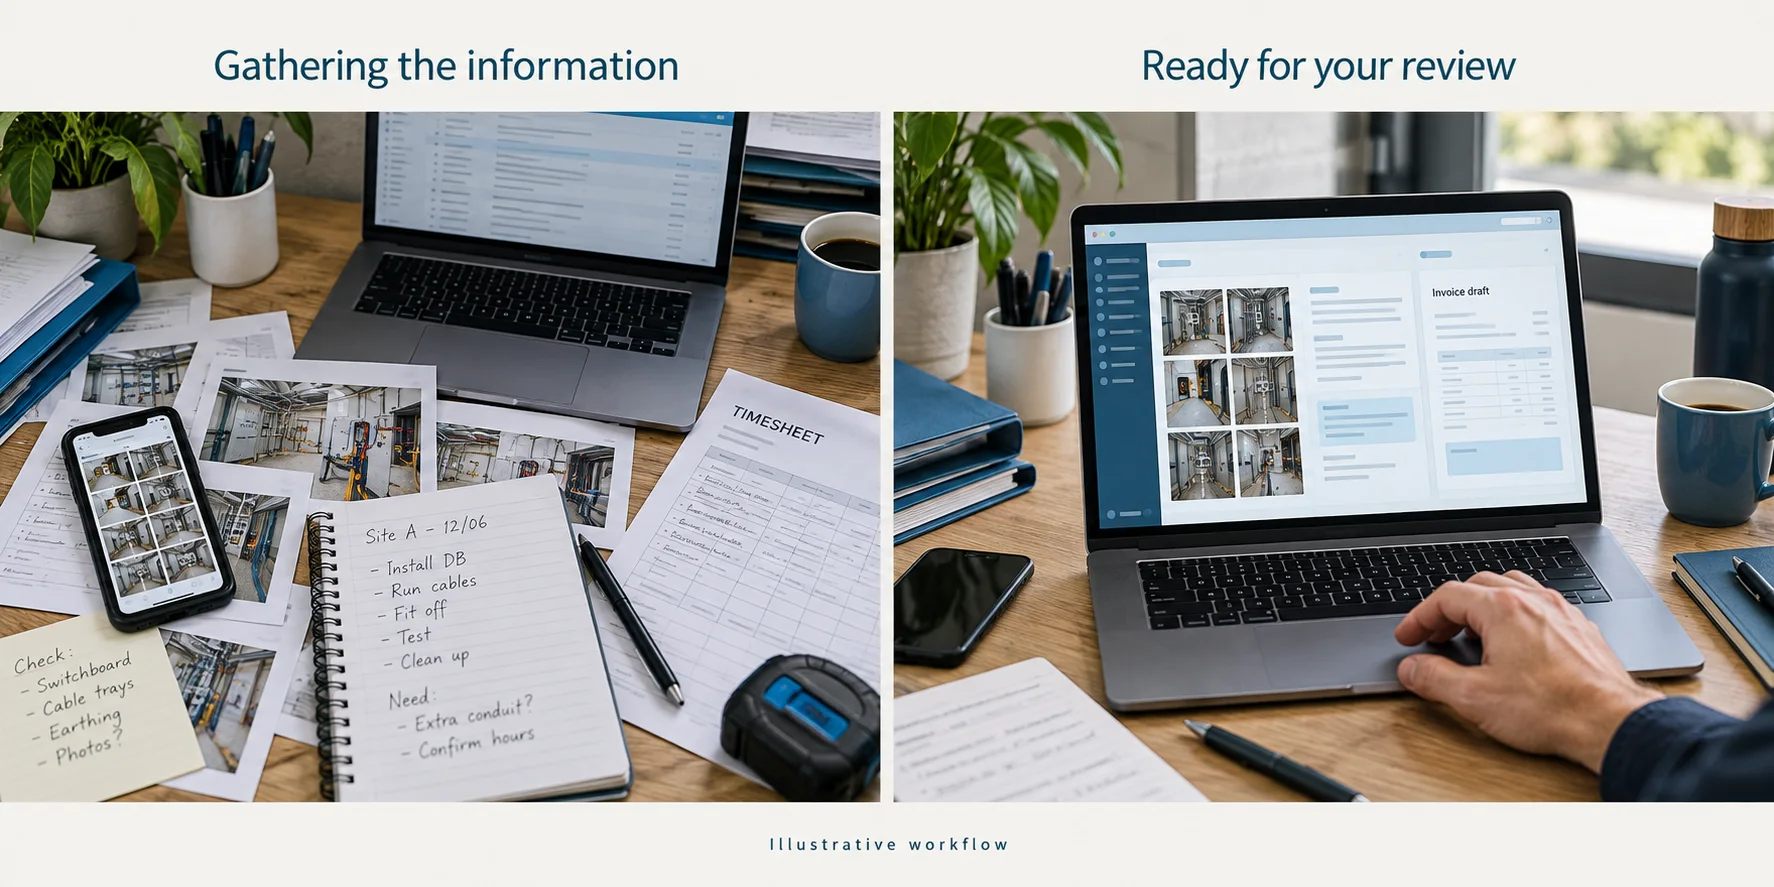 Gathering the information
Ready for your review
TIMESHEET
Site A - 12/06
- Install DB
- Run cables
- Fit off
- Test
- Clean up
Need:
- Extra conduit?
- Confirm hours
Check:
- Switchboard
- Cable trays
- Earthing
- Photos?
Invoice draft
Illustrative workflow